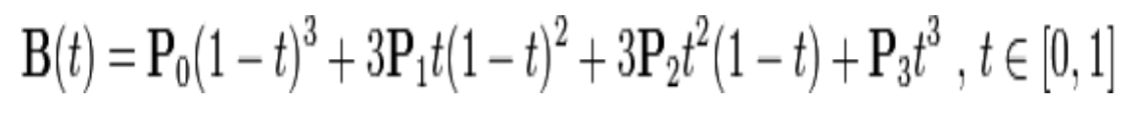 B(t) = P₀(1 – t)³ + 3P₁t(1 – t)² + 3P₂t²(1 – t) + P₃t³ , t ∈ [0, 1]